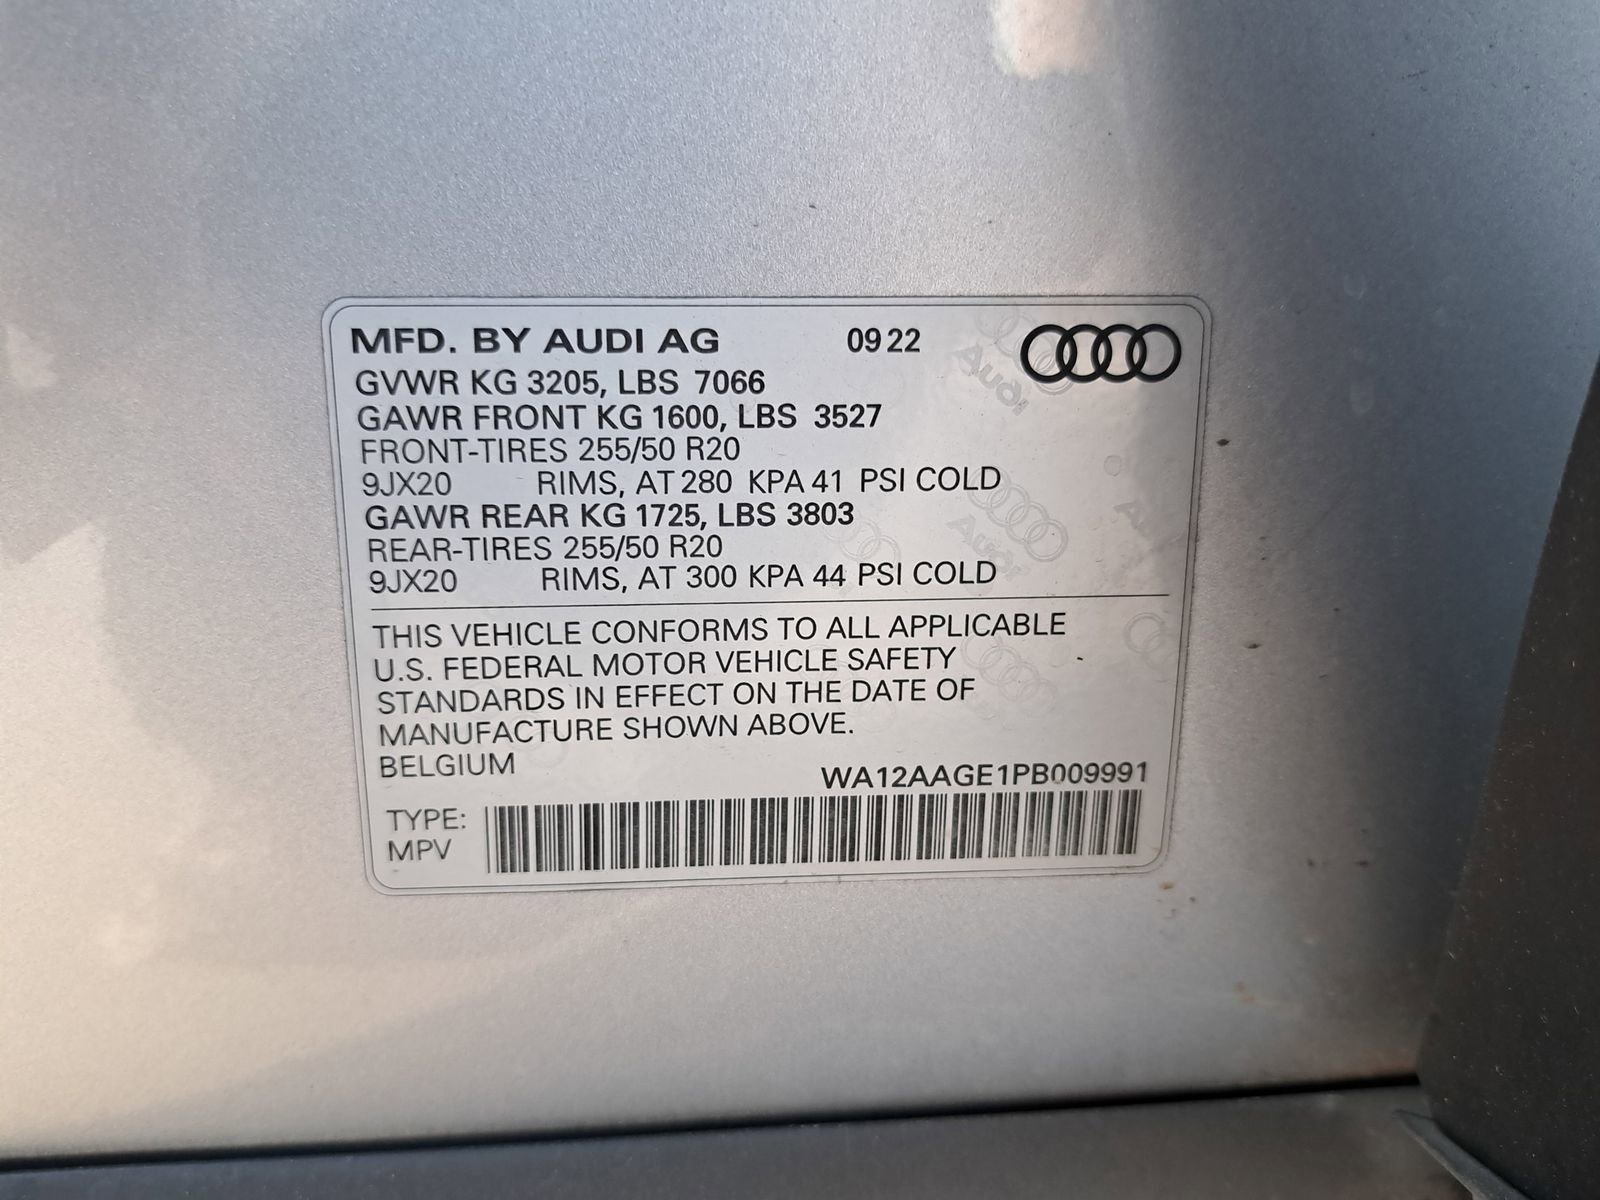 MFD. BY AUDI AG 09 22
GVWR KG 3205, LBS 7066
GAWR FRONT KG 1600, LBS 3527
FRONT-TIRES 255/50 R20
9JX20 RIMS, AT 280 KPA 41 PSI COLD
GAWR REAR KG 1725, LBS 3803
REAR-TIRES 255/50 R20
9JX20 RIMS, AT 300 KPA 44 PSI COLD
THIS VEHICLE CONFORMS TO ALL APPLICABLE
U.S. FEDERAL MOTOR VEHICLE SAFETY
STANDARDS IN EFFECT ON THE DATE OF
MANUFACTURE SHOWN ABOVE.
BELGIUM
WA12AAGE1PB009991
TYPE:
MPV
Audi
Audi